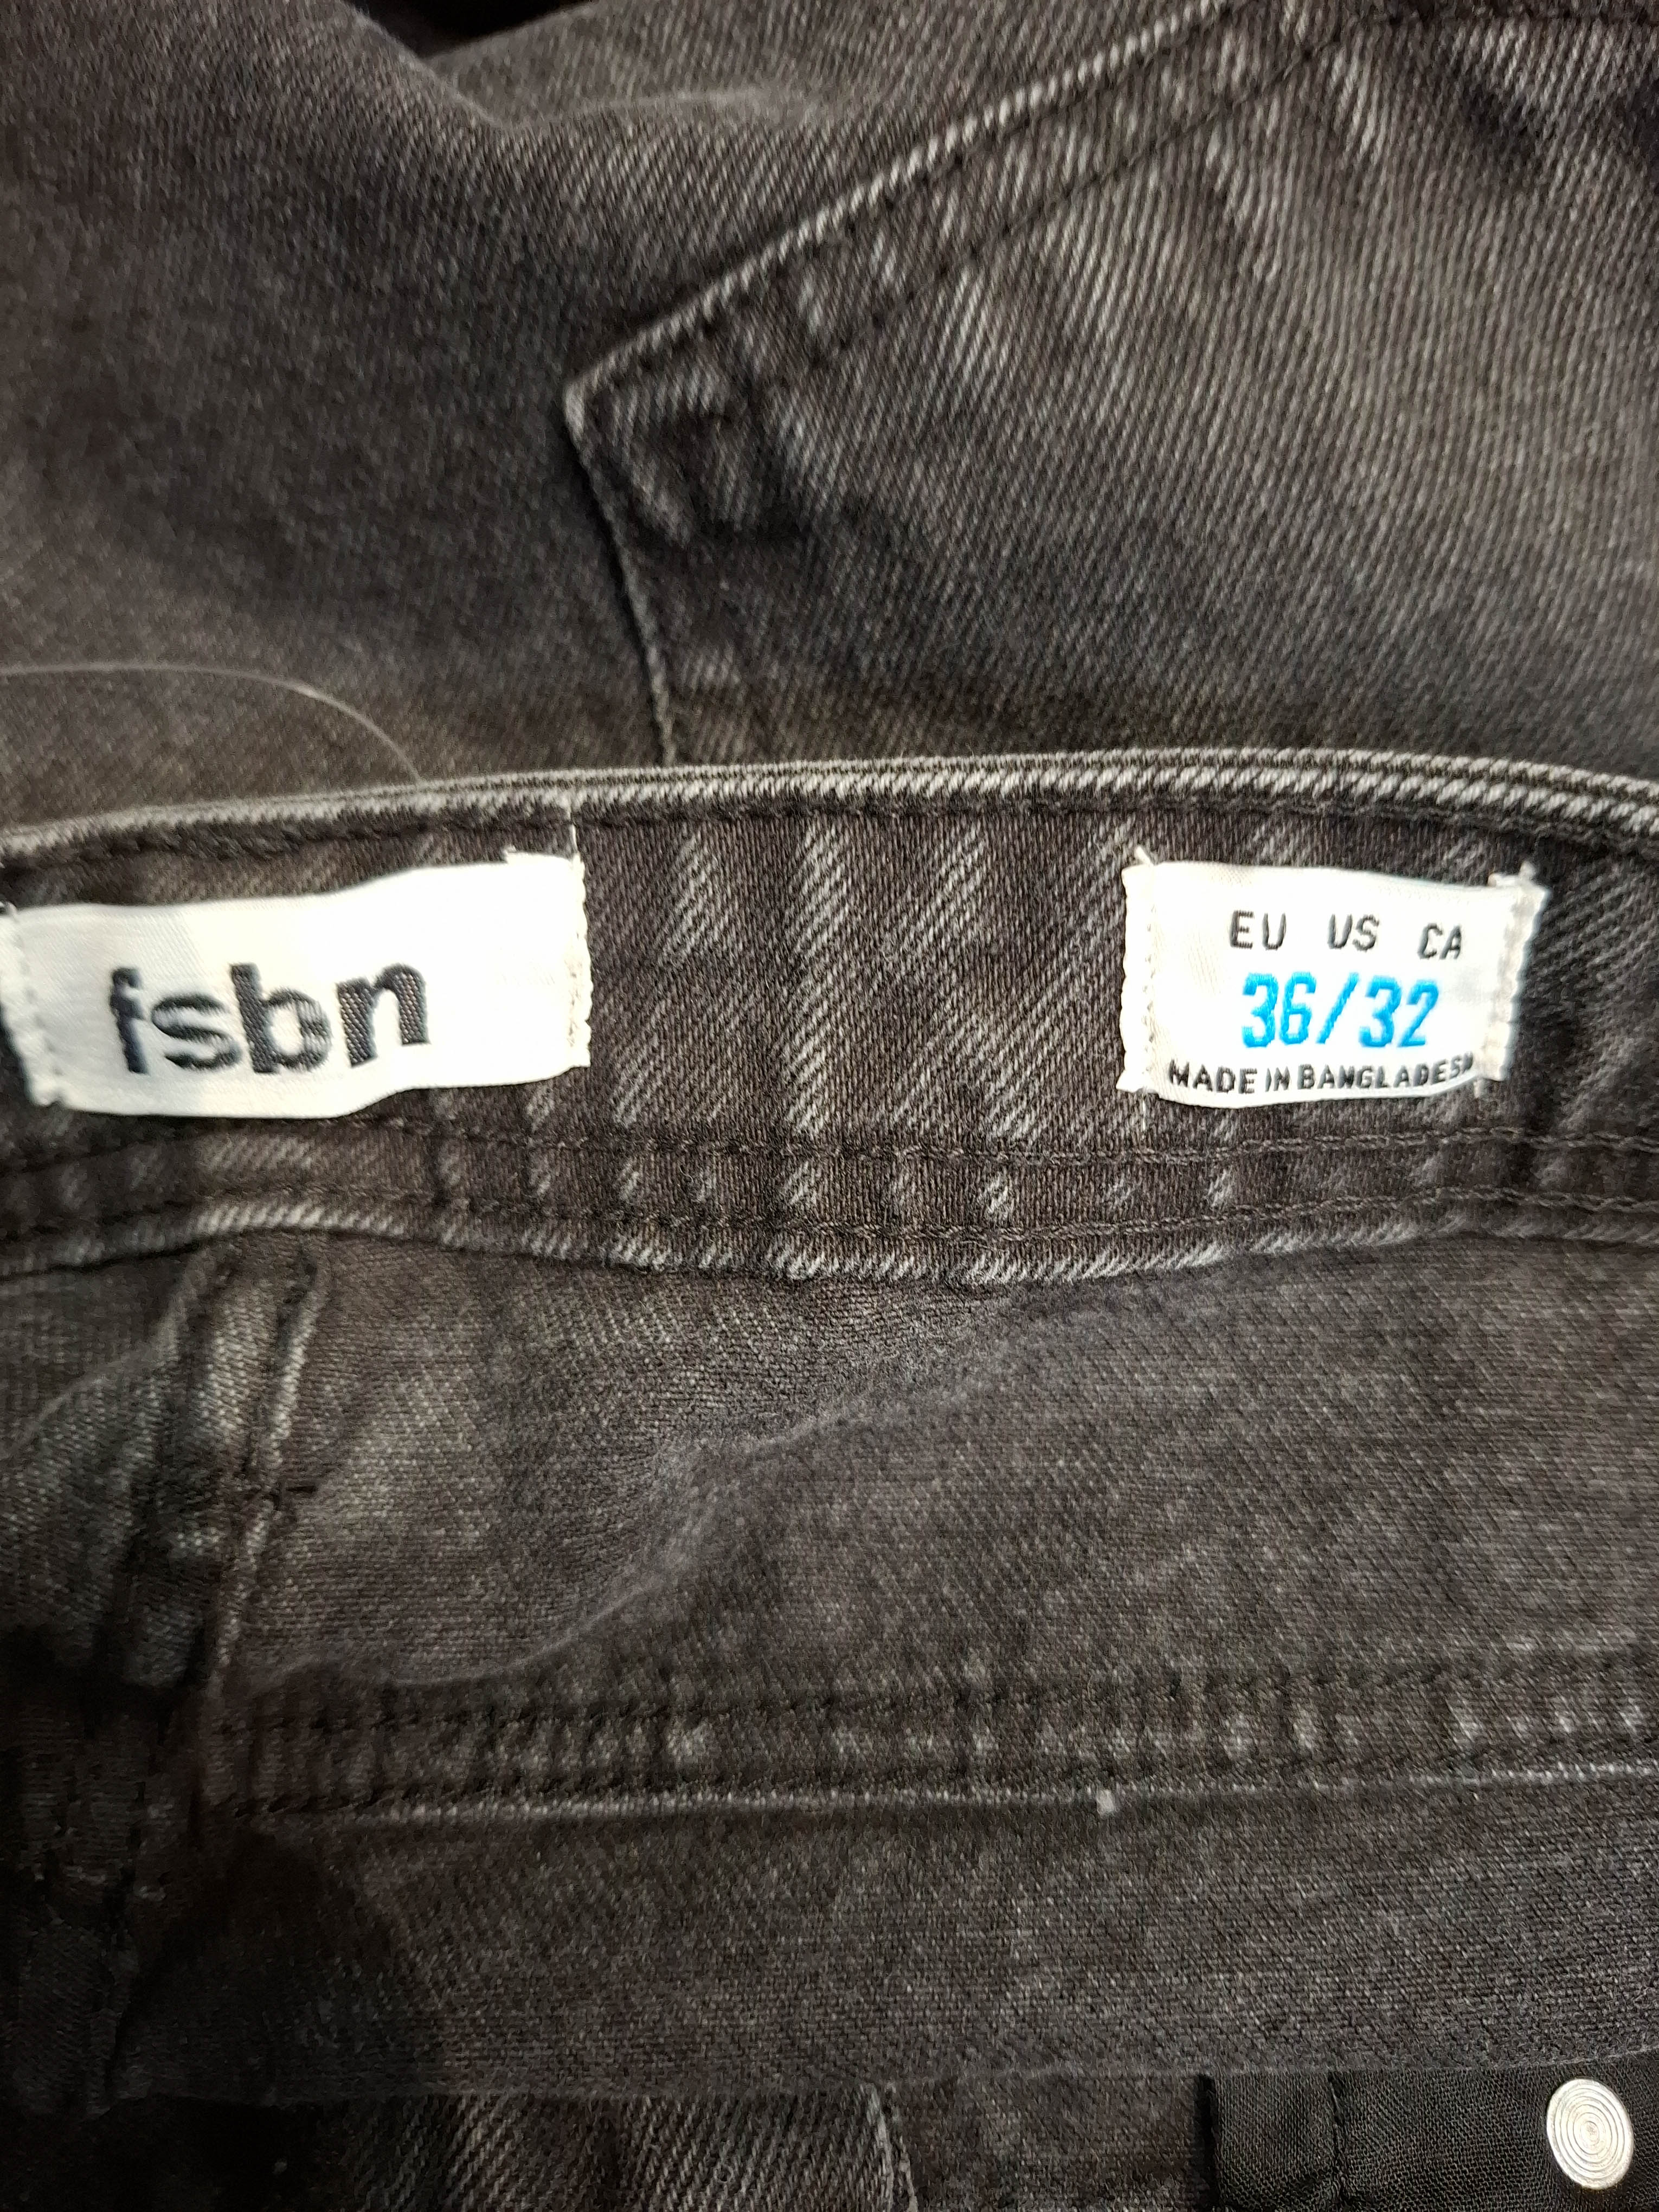 fsbn
EU US CA
36/32
MADE IN BANGLADESH